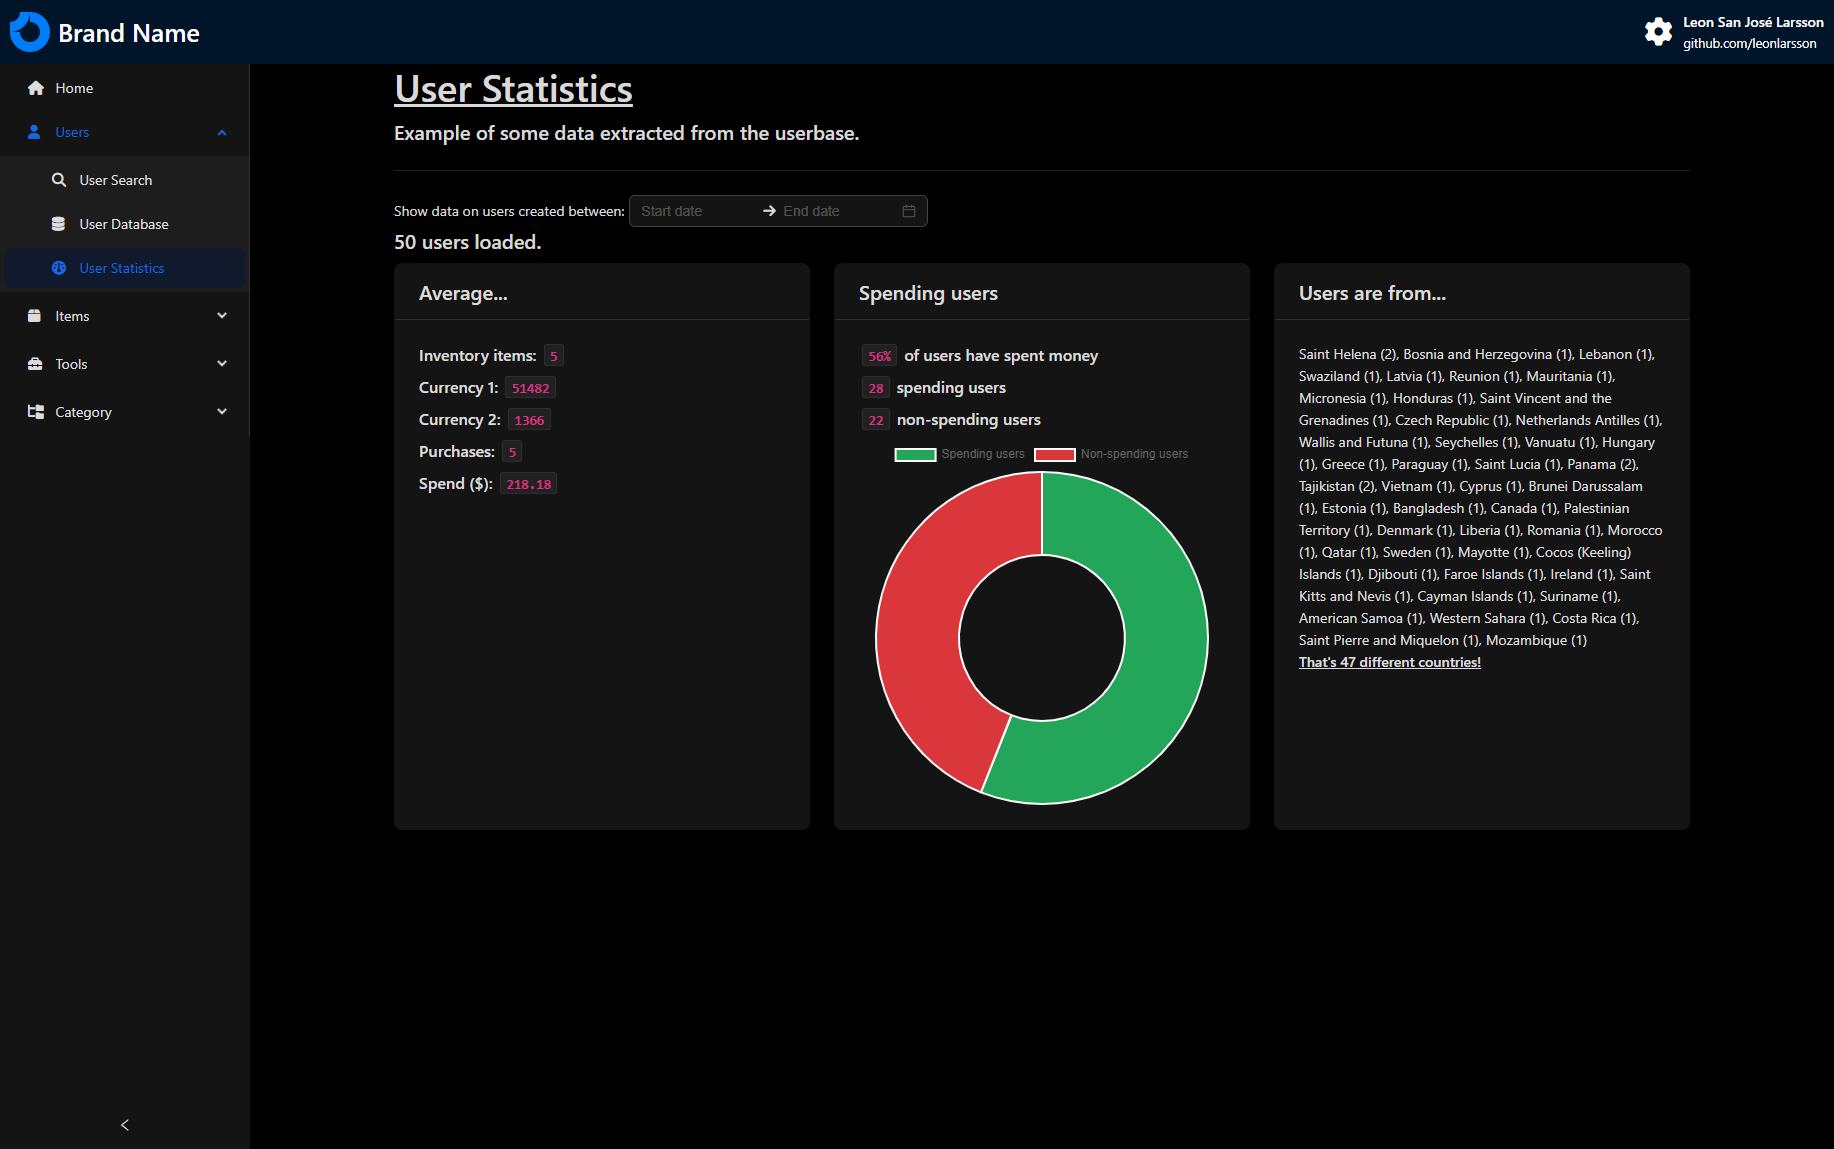 Brand Name
Leon San José Larsson
github.com/leonlarsson
Home
Users
User Search
User Database
User Statistics
Items
Tools
Category
User Statistics
Example of some data extracted from the userbase.
Show data on users created between: Start date End date
50 users loaded.
Average...
Inventory items: 5
Currency 1: 51482
Currency 2: 1366
Purchases: 5
Spend ($): 218.18
Spending users
56% of users have spent money
28 spending users
22 non-spending users
Spending users Non-spending users
Users are from...
Saint Helena (2), Bosnia and Herzegovina (1), Lebanon (1),
Swaziland (1), Latvia (1), Reunion (1), Mauritania (1),
Micronesia (1), Honduras (1), Saint Vincent and the
Grenadines (1), Czech Republic (1), Netherlands Antilles (1),
Wallis and Futuna (1), Seychelles (1), Vanuatu (1), Hungary
(1), Greece (1), Paraguay (1), Saint Lucia (1), Panama (2),
Tajikistan (2), Vietnam (1), Cyprus (1), Brunei Darussalam
(1), Estonia (1), Bangladesh (1), Canada (1), Palestinian
Territory (1), Denmark (1), Liberia (1), Romania (1), Morocco
(1), Qatar (1), Sweden (1), Mayotte (1), Cocos (Keeling)
Islands (1), Djibouti (1), Faroe Islands (1), Ireland (1), Saint
Kitts and Nevis (1), Cayman Islands (1), Suriname (1),
American Samoa (1), Western Sahara (1), Costa Rica (1),
Saint Pierre and Miquelon (1), Mozambique (1)
That's 47 different countries!